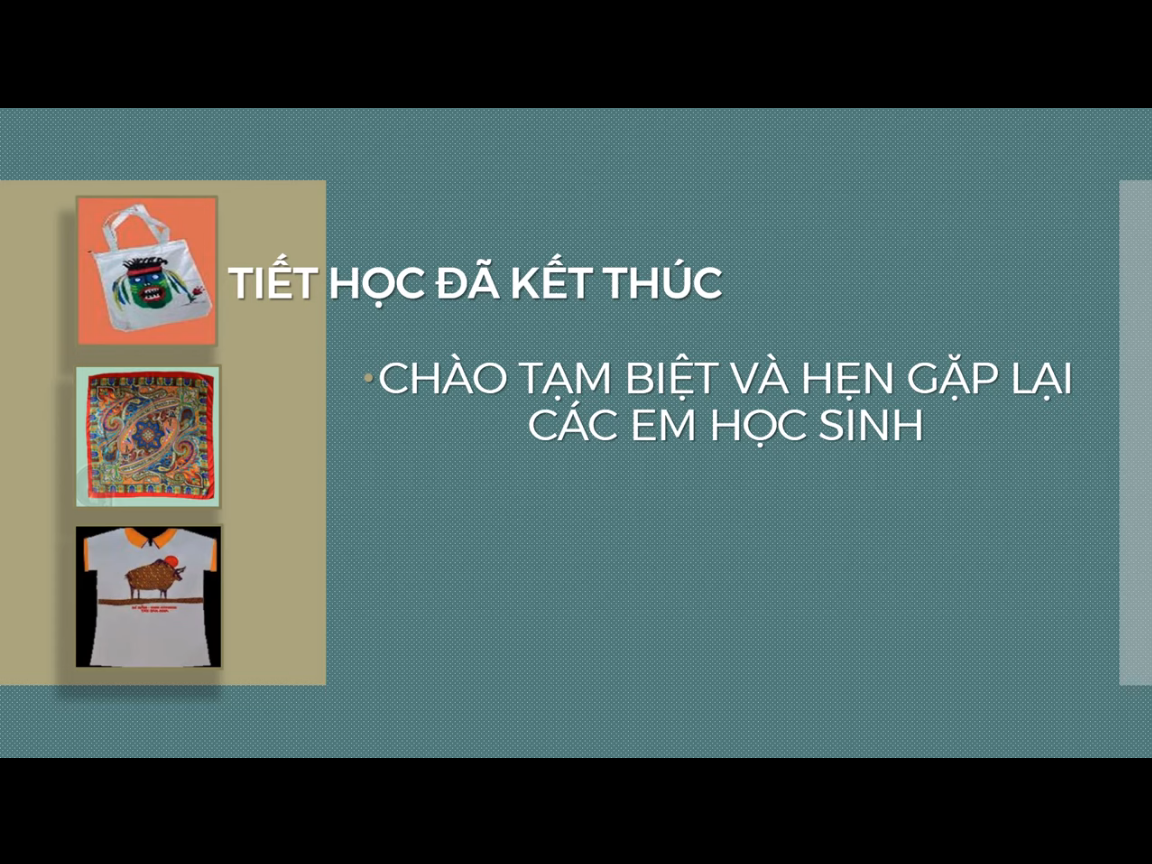 TIẾT HỌC ĐÃ KẾT THÚC
•CHÀO TẠM BIỆT VÀ HẸN GẶP LẠI
CÁC EM HỌC SINH